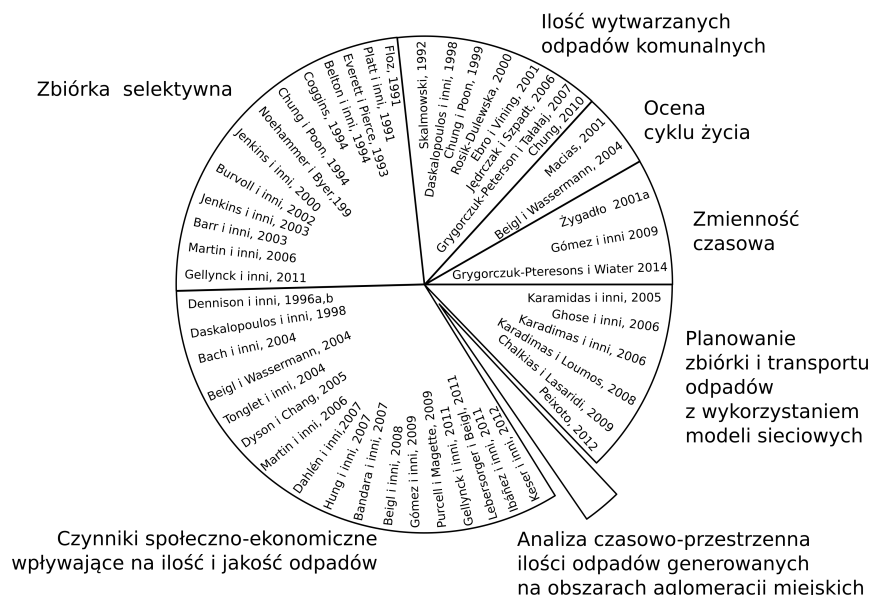 Ilość wytwarzanych
odpadów komunalnych
Skalmowski, 1992
Daskalopoulos i inni, 1998
Chung i Poon, 1999
Rosik-Dulewska, 2000
Ebro i Vining, 2001
Jędrczak i Szpadt, 2006
Grygorczuk-Peterson i Tałałaj, 2007
Chung, 2010
Ocena
cyklu życia
Macias, 2001
Beigl i Wassermann, 2004
Zmienność
czasowa
Żygadło 2001a
Gómez i inni 2009
Grygorczuk-Pteresons i Wiater 2014
Planowanie
zbiórki i transportu
odpadów
z wykorzystaniem
modeli sieciowych
Karamidas i inni, 2005
Ghose i inni, 2006
Karadimas i inni, 2006
Karadimas i Loumos, 2008
Chalkias i Lasaridi, 2009
Peixoto, 2012
Analiza czasowo-przestrzenna
ilości odpadów generowanych
na obszarach aglomeracji miejskich
Czynniki społeczno-ekonomiczne
wpływające na ilość i jakość odpadów
Dennison i inni, 1996a,b
Daskalopoulos i inni, 1998
Bach i inni, 2004
Beigl i Wassermann, 2004
Tonglet i inni, 2004
Dyson i Chang, 2005
Martin i inni, 2006
Dahlén i inni,2007
Hung i inni, 2007
Bandara i inni, 2007
Beigl i inni, 2008
Gómez i inni, 2009
Purcell i Magette, 2009
Gellynck i inni, 2011
Lebersorger i Beigl, 2011
Ibáñez i inni, 2011
Keser i inni, 2012
Zbiórka selektywna
Floz, 1991
Platt i inni, 1991
Everett i Pierce, 1993
Belton i inni, 1994
Coggins, 1994
Chung i Poon, 1994
Noehammer i Byer,199
Jenkins i inni, 2000
Burvoll i inni, 2002
Jenkins i inni, 2003
Barr i inni, 2003
Martin i inni, 2006
Gellynck i inni, 2011